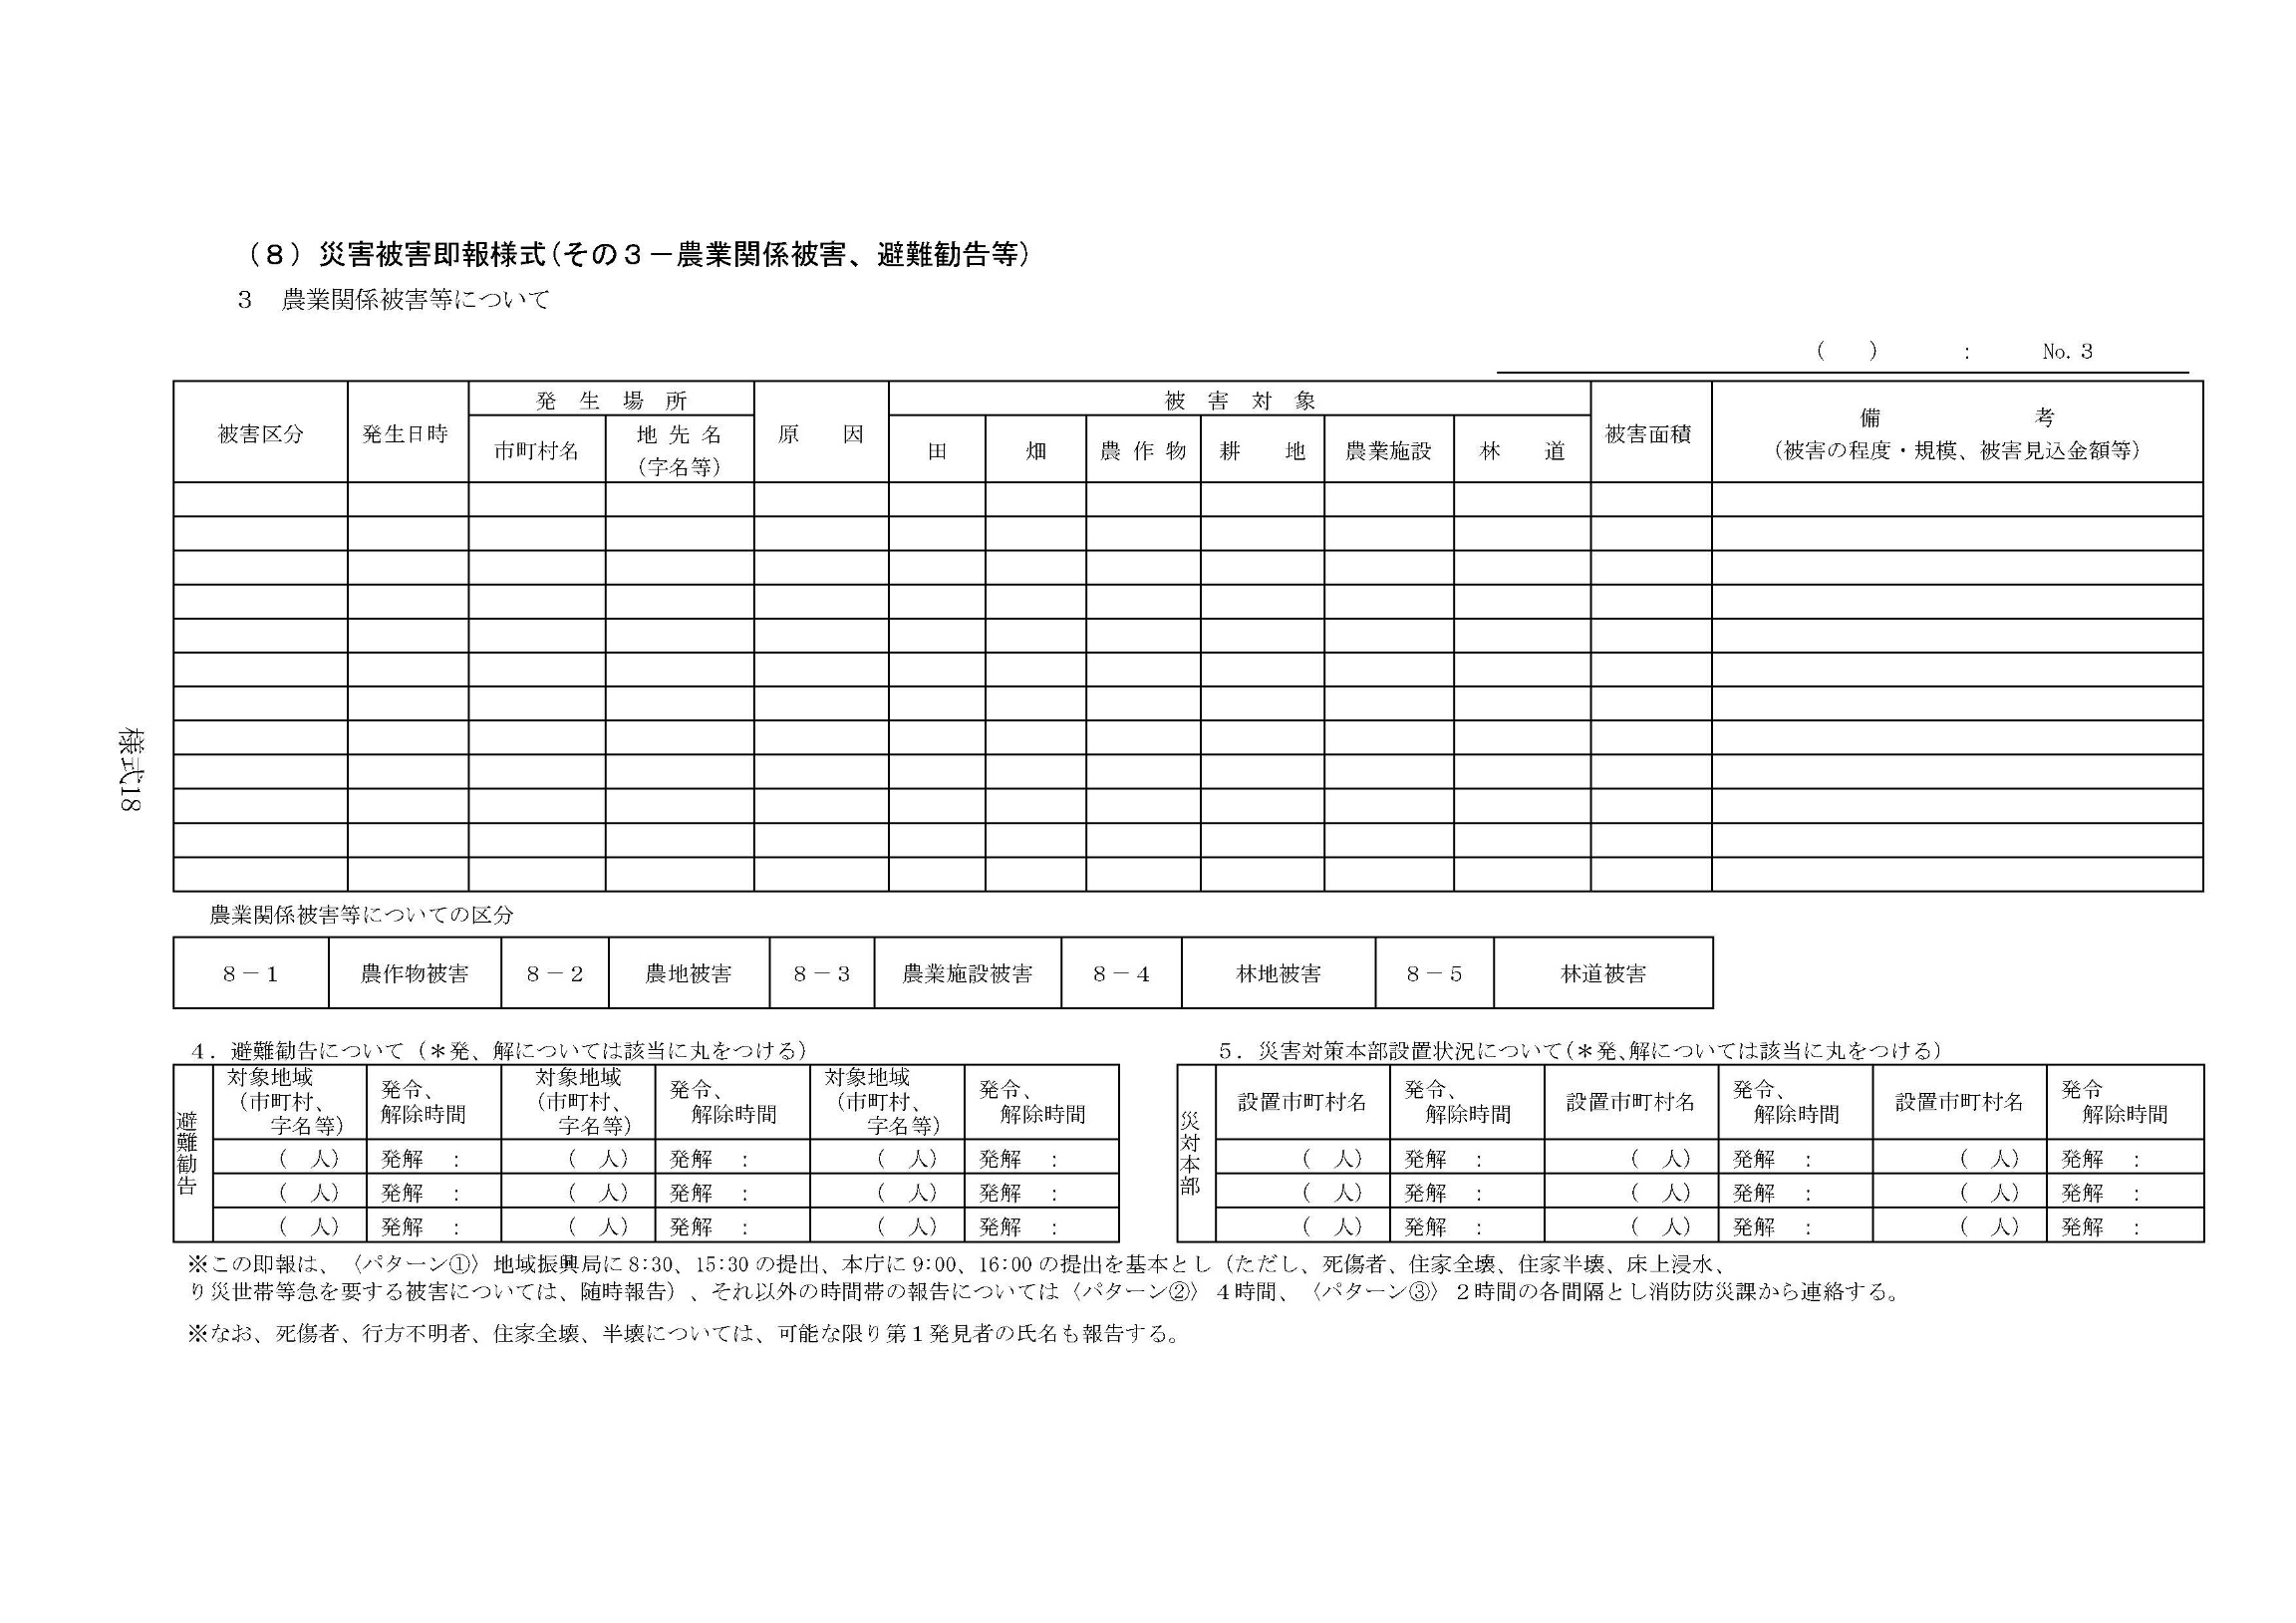 （８）災害被害即報様式（その３－農業関係被害、避難勧告等）
３　農業関係被害等について
（　　）　　　　：　　　No.３
被害区分　発生日時　発　生　場　所　原　　因　被　害　対　象　被害面積　備　　　　　　　考
（被害の程度・規模、被害見込金額等）
市町村名　地 先 名　田　畑　農 作 物　耕　　地　農業施設　林　　道
（字名等）
様式18
農業関係被害等についての区分
８－１　農作物被害　８－２　農地被害　８－３　農業施設被害　８－４　林地被害　８－５　林道被害
４．避難勧告について（＊発、解については該当に丸をつける）
避難勧告
対象地域　発令、　対象地域　発令、　対象地域　発令、
（市町村、　解除時間　（市町村、　解除時間　（市町村、　解除時間
字名等）　字名等）　字名等）
（　人）　発解　：　（　人）　発解　：　（　人）　発解　：
（　人）　発解　：　（　人）　発解　：　（　人）　発解　：
（　人）　発解　：　（　人）　発解　：　（　人）　発解　：
５．災害対策本部設置状況について（＊発、解については該当に丸をつける）
災対本部
設置市町村名　発令、　設置市町村名　発令、　設置市町村名　発令
解除時間　解除時間　解除時間
（　人）　発解　：　（　人）　発解　：　（　人）　発解　：
（　人）　発解　：　（　人）　発解　：　（　人）　発解　：
（　人）　発解　：　（　人）　発解　：　（　人）　発解　：
※この即報は、〈パターン①〉地域振興局に 8:30、15:30 の提出、本庁に 9:00、16:00 の提出を基本とし（ただし、死傷者、住家全壊、住家半壊、床上浸水、
り災世帯等急を要する被害については、随時報告）、それ以外の時間帯の報告については〈パターン②〉４時間、〈パターン③〉２時間の各間隔とし消防防災課から連絡する。
※なお、死傷者、行方不明者、住家全壊、半壊については、可能な限り第１発見者の氏名も報告する。